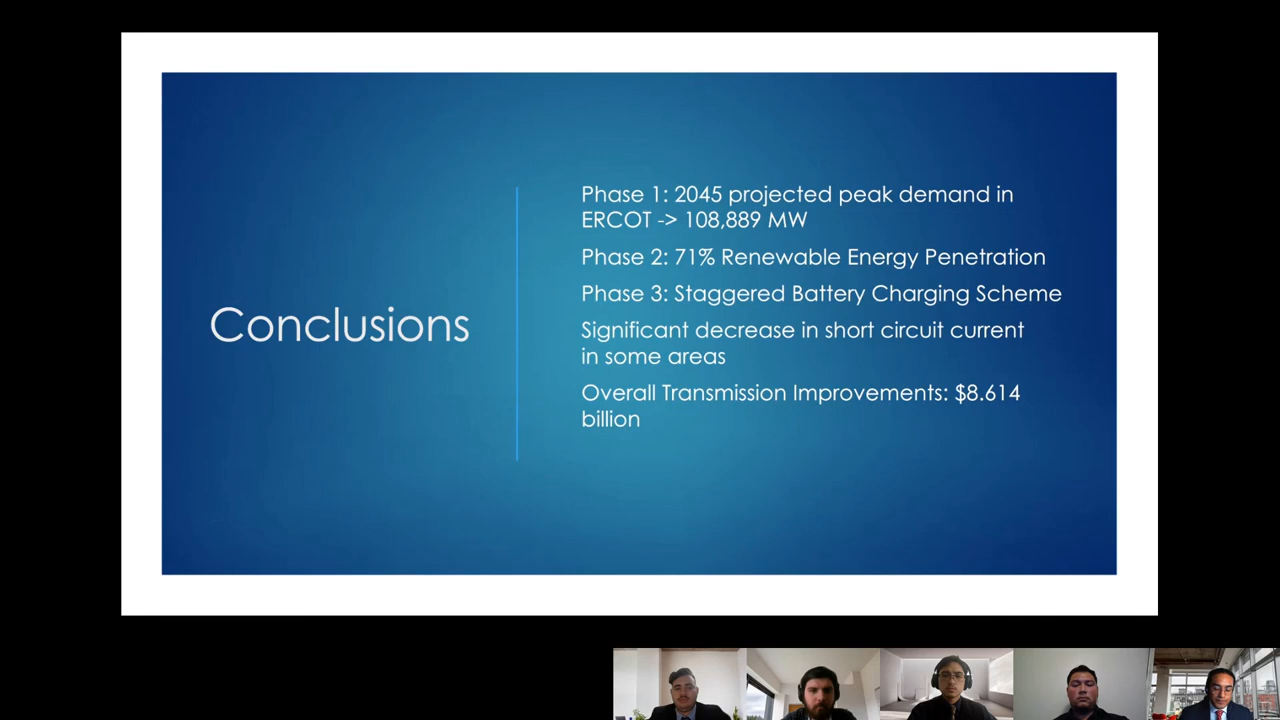 Conclusions
Phase 1: 2045 projected peak demand in
ERCOT -> 108,889 MW
Phase 2: 71% Renewable Energy Penetration
Phase 3: Staggered Battery Charging Scheme
Significant decrease in short circuit current
in some areas
Overall Transmission Improvements: $8.614
billion